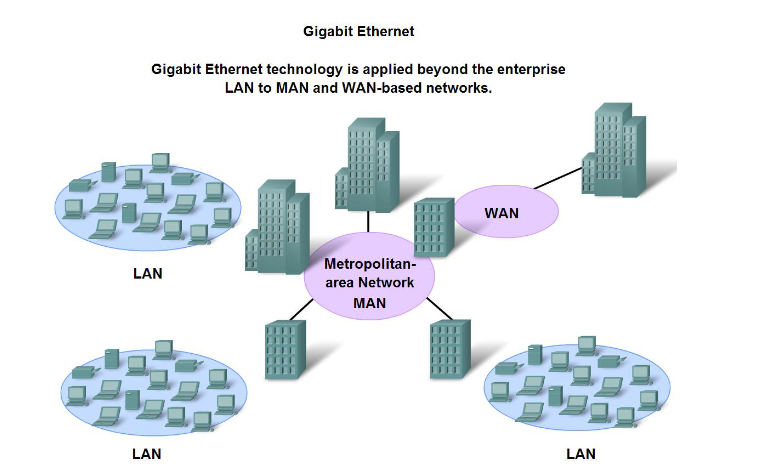 Gigabit Ethernet
Gigabit Ethernet technology is applied beyond the enterprise
LAN to MAN and WAN-based networks.
WAN
LAN
Metropolitan-
area Network
MAN
LAN
LAN